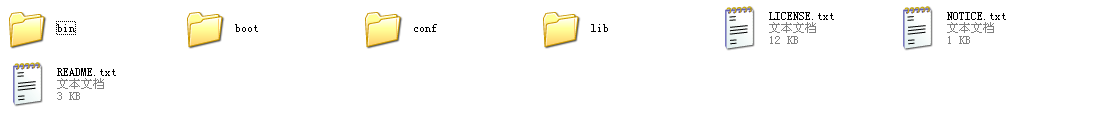 bin
boot
conf
lib
LICENSE.txt
文本文档
12 KB
NOTICE.txt
文本文档
1 KB
README.txt
文本文档
3 KB